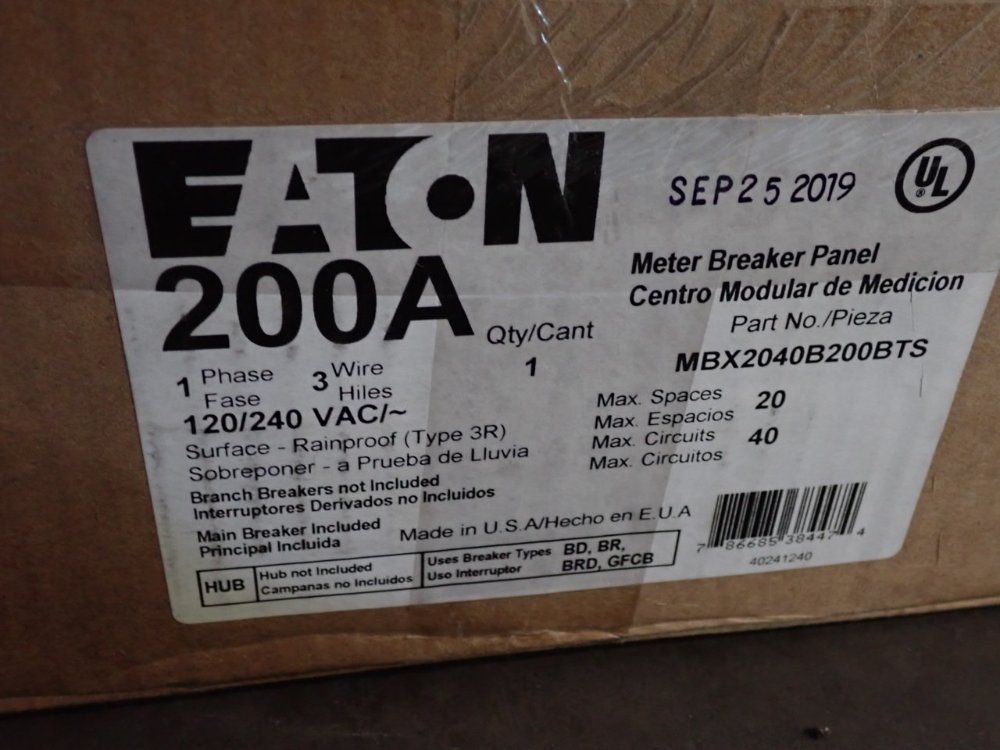 EATON
SEP 25 2019
UL
200A
Qty/Cant
1
Meter Breaker Panel
Centro Modular de Medicion
Part No./Pieza
MBX2040B200BTS
1 Phase 3 Wire
Fase Hiles
120/240 VAC/~
Surface - Rainproof (Type 3R)
Sobreponer - a Prueba de Lluvia
Max. Spaces 20
Max. Espacios
Max. Circuits 40
Max. Circuitos
Branch Breakers not Included
Interruptores Derivados no Incluidos
Main Breaker Included
Principal Incluida
Made in U.S.A/Hecho en E.U.A
HUB
Hub not Included
Campanas no Incluidos
Uses Breaker Types BD, BR,
Uso Interruptor BRD, GFCB
7 86685 38447 4
40241240